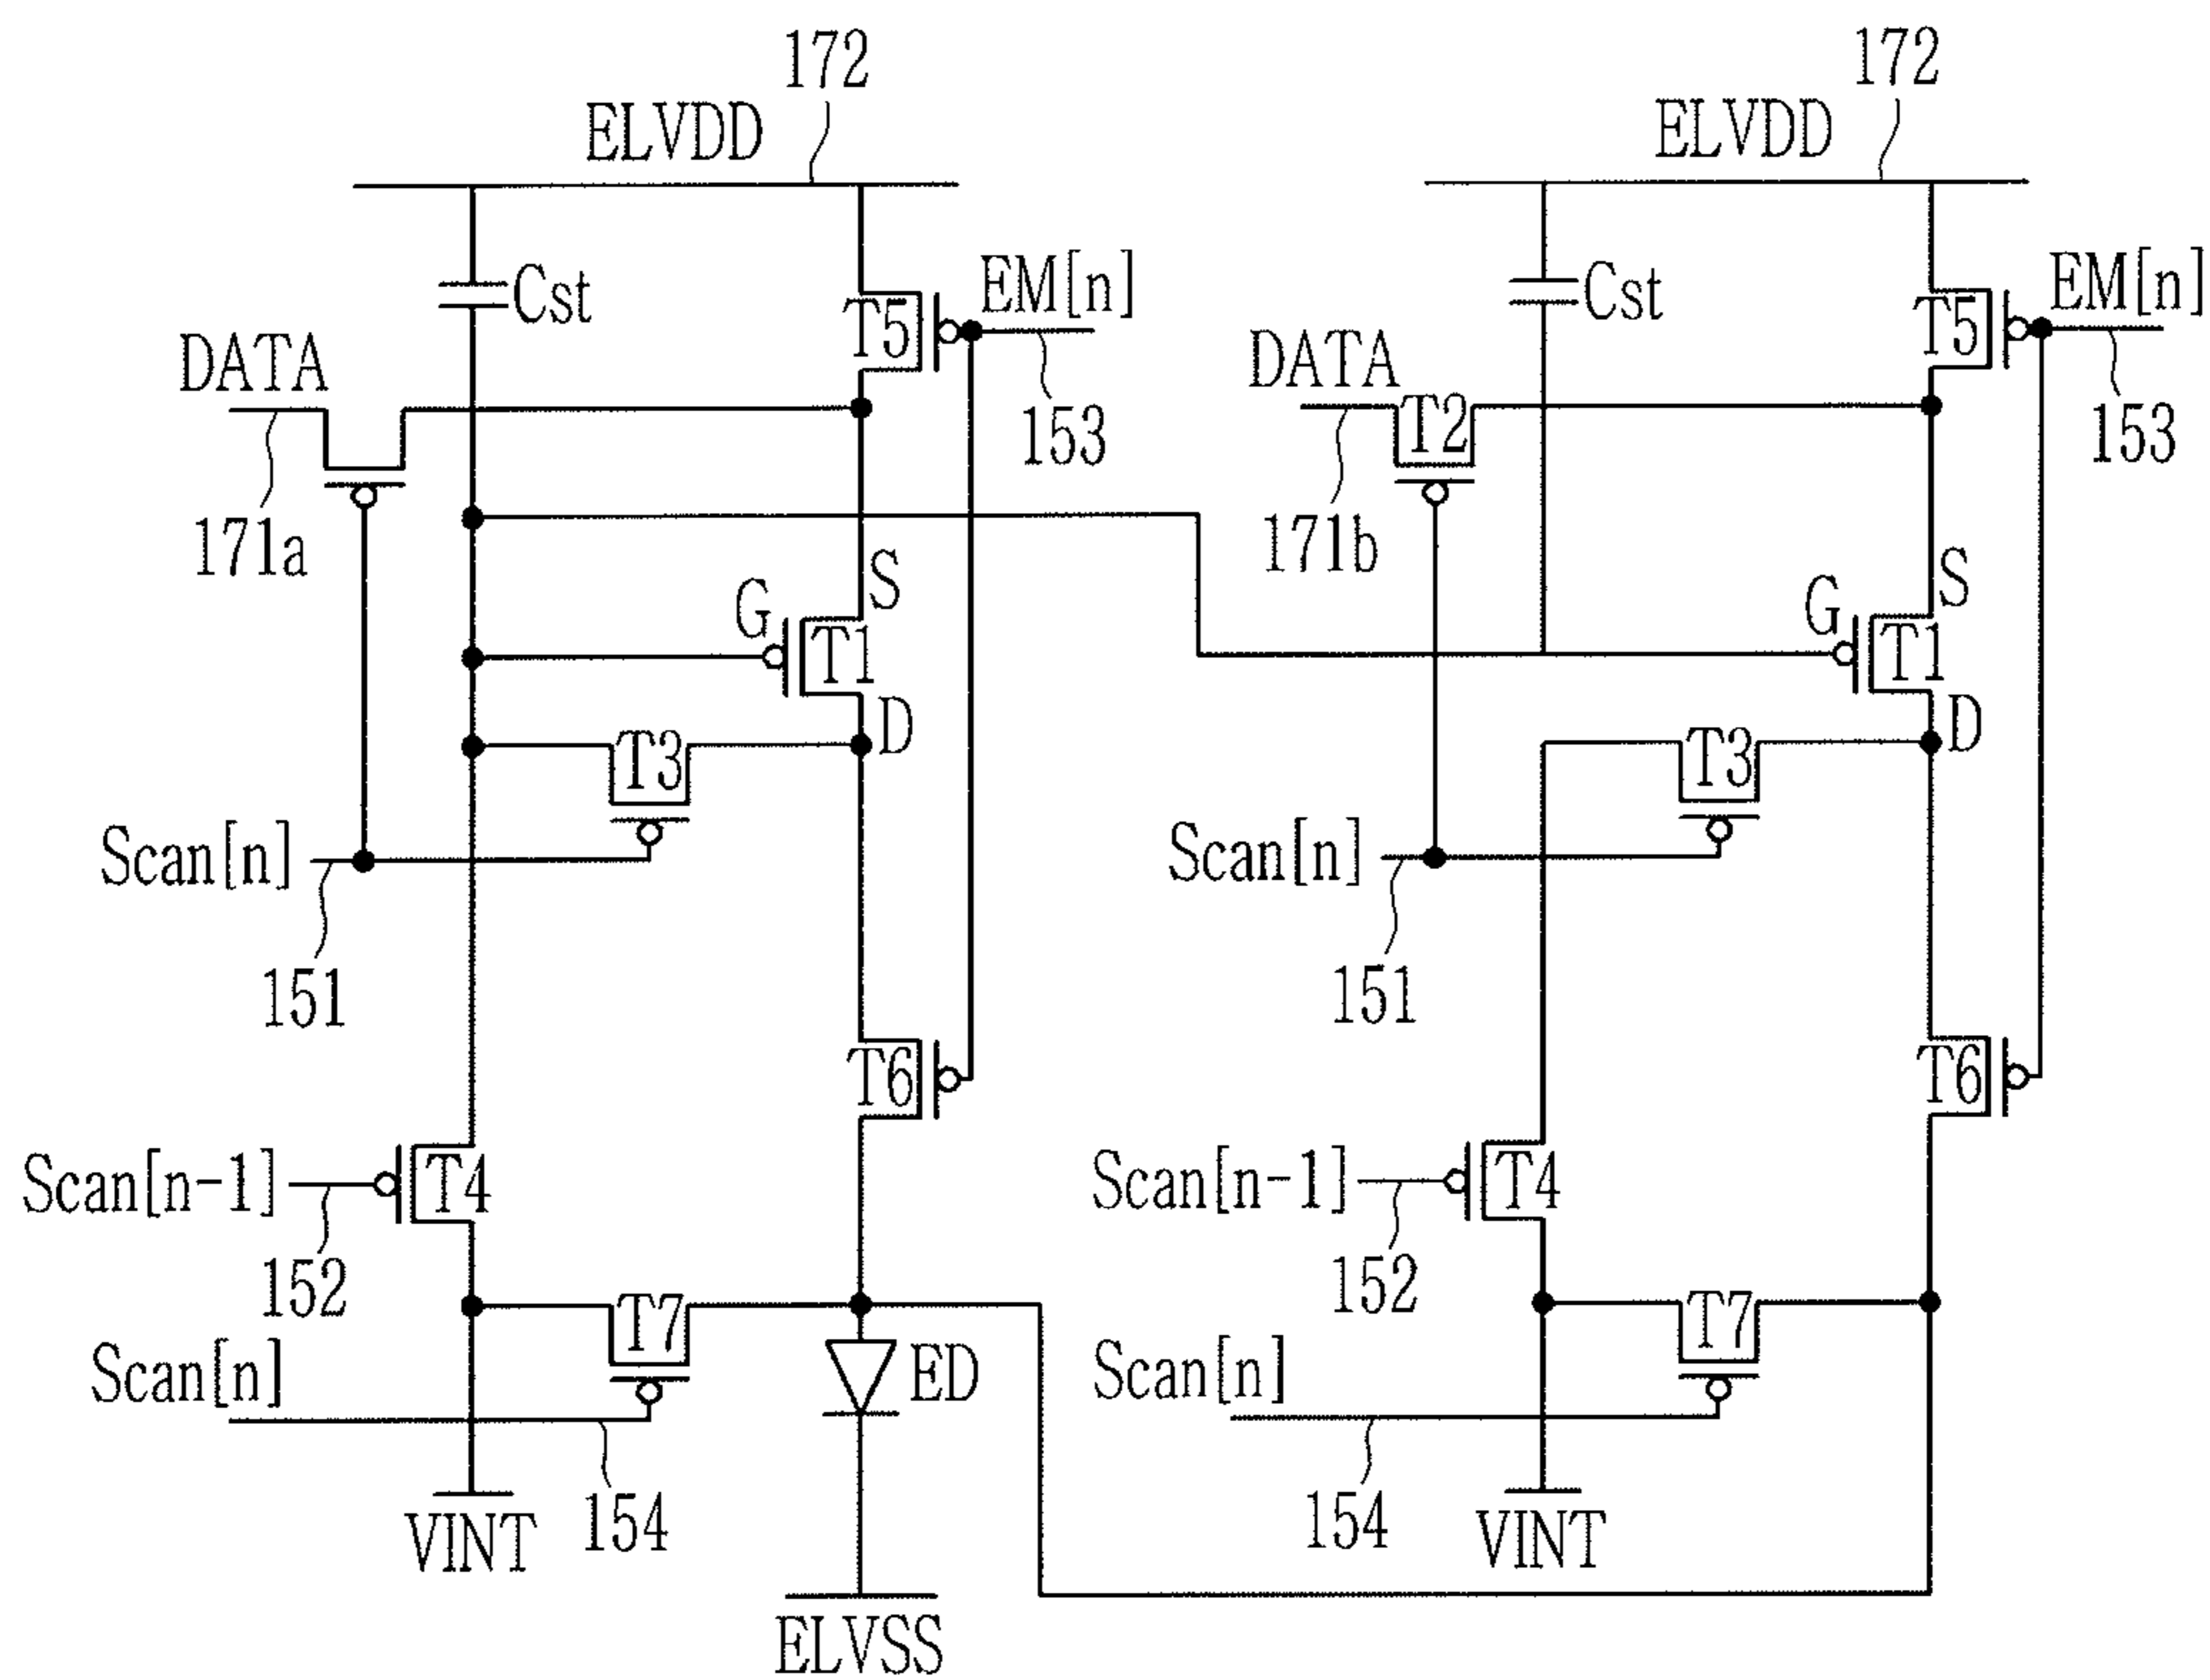 172
ELVDD
Cst
T5
EM[n]
DATA
153
171a
S
G
T1
D
T3
Scan[n]
151
T6
Scan[n-1]
T4
152
T7
Scan[n]
ED
154
VINT
ELVSS
172
ELVDD
Cst
T5
EM[n]
DATA
T2
153
171b
S
G
T1
D
T3
Scan[n]
151
T6
Scan[n-1]
T4
152
T7
Scan[n]
154
VINT